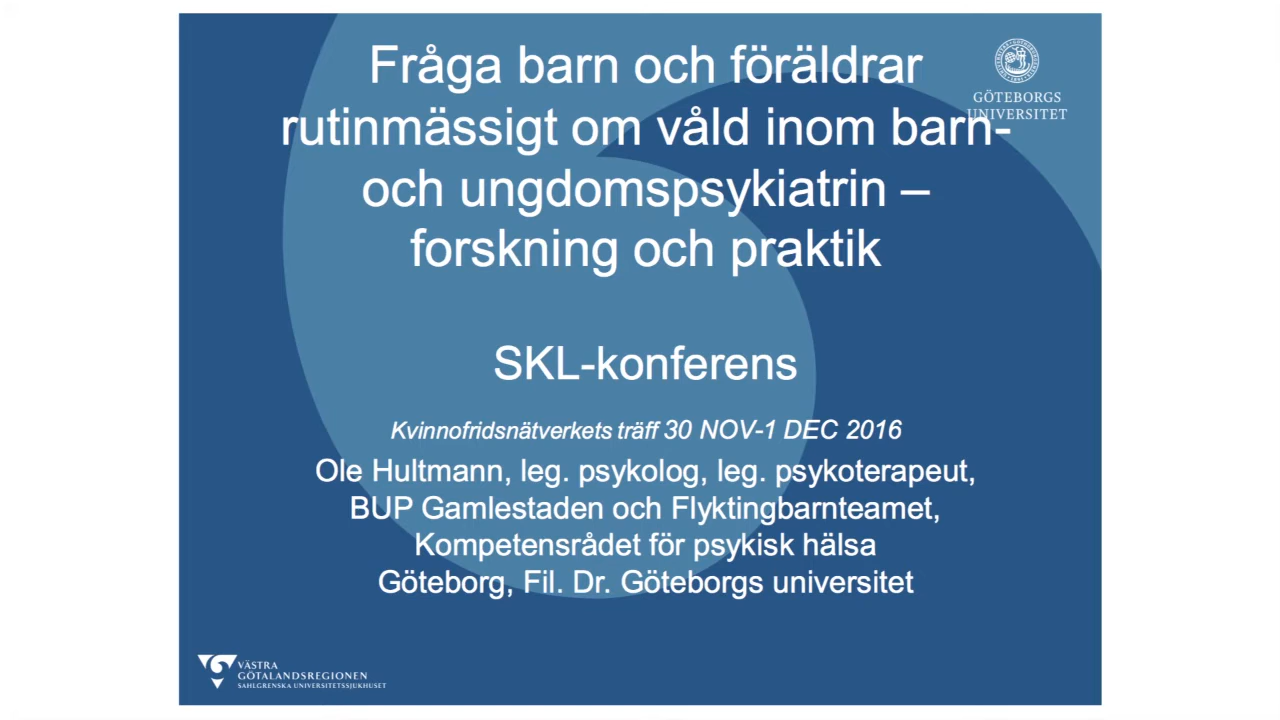 Fråga barn och föräldrar
rutinmässigt om våld inom barn-
och ungdomspsykiatrin –
forskning och praktik
GÖTEBORGS
UNIVERSITET
SKL-konferens
Kvinnofridsnätverkets träff 30 NOV-1 DEC 2016
Ole Hultmann, leg. psykolog, leg. psykoterapeut,
BUP Gamlestaden och Flyktingbarnteamet,
Kompetensrådet för psykisk hälsa
Göteborg, Fil. Dr. Göteborgs universitet
VÄSTRA
GÖTALANDSREGIONEN
SAHLGRENSKA UNIVERSITETSSJUKHUSET